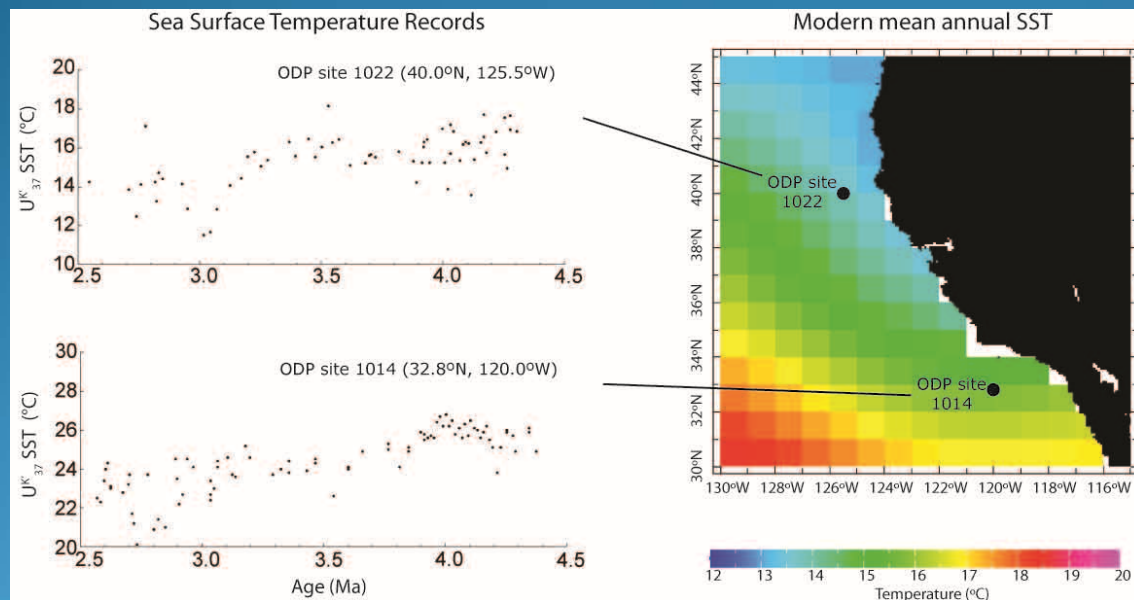 Sea Surface Temperature Records
ODP site 1022 (40.0ºN, 125.5ºW)
U^K'_37 SST (ºC)
20
18
16
14
12
10
2.5 3.0 3.5 4.0 4.5
ODP site 1014 (32.8ºN, 120.0ºW)
U^K'_37 SST (ºC)
30
28
26
24
22
20
2.5 3.0 3.5 4.0 4.5
Age (Ma)
Modern mean annual SST
44ºN
42ºN
40ºN
38ºN
36ºN
34ºN
32ºN
30ºN
ODP site
1022
ODP site
1014
130ºW 128ºW 126ºW 124ºW 122ºW 120ºW 118ºW 116ºW
12 13 14 15 16 17 18 19 20
Temperature (ºC)